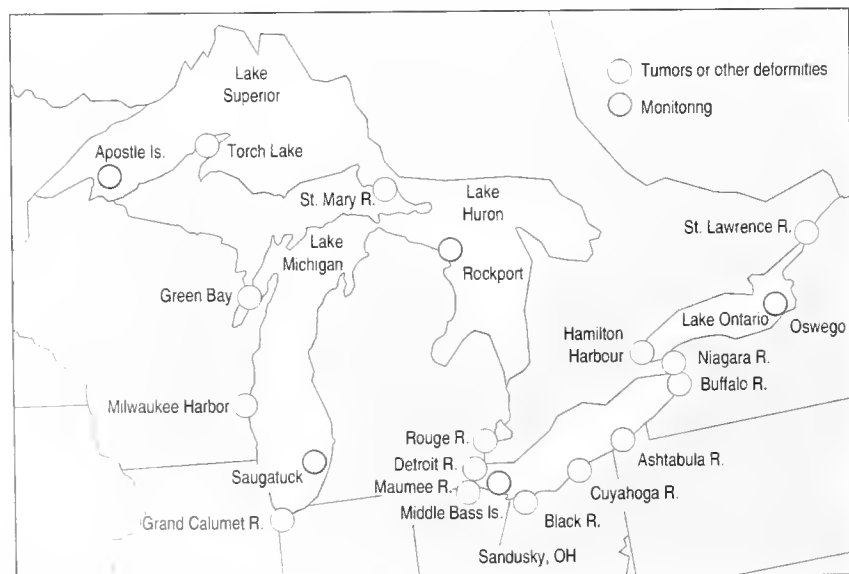 Lake
Superior
Tumors or other deformities
Monitoring
Apostle Is.
Torch Lake
St. Mary R.
Lake
Huron
St. Lawrence R.
Lake
Michigan
Rockport
Green Bay
Lake Ontario
Oswego
Hamilton
Harbour
Niagara R.
Buffalo R.
Milwaukee Harbor
Rouge R.
Ashtabula R.
Saugatuck
Detroit R.
Maumee R.
Cuyahoga R.
Middle Bass Is.
Black R.
Grand Calumet R.
Sandusky, OH